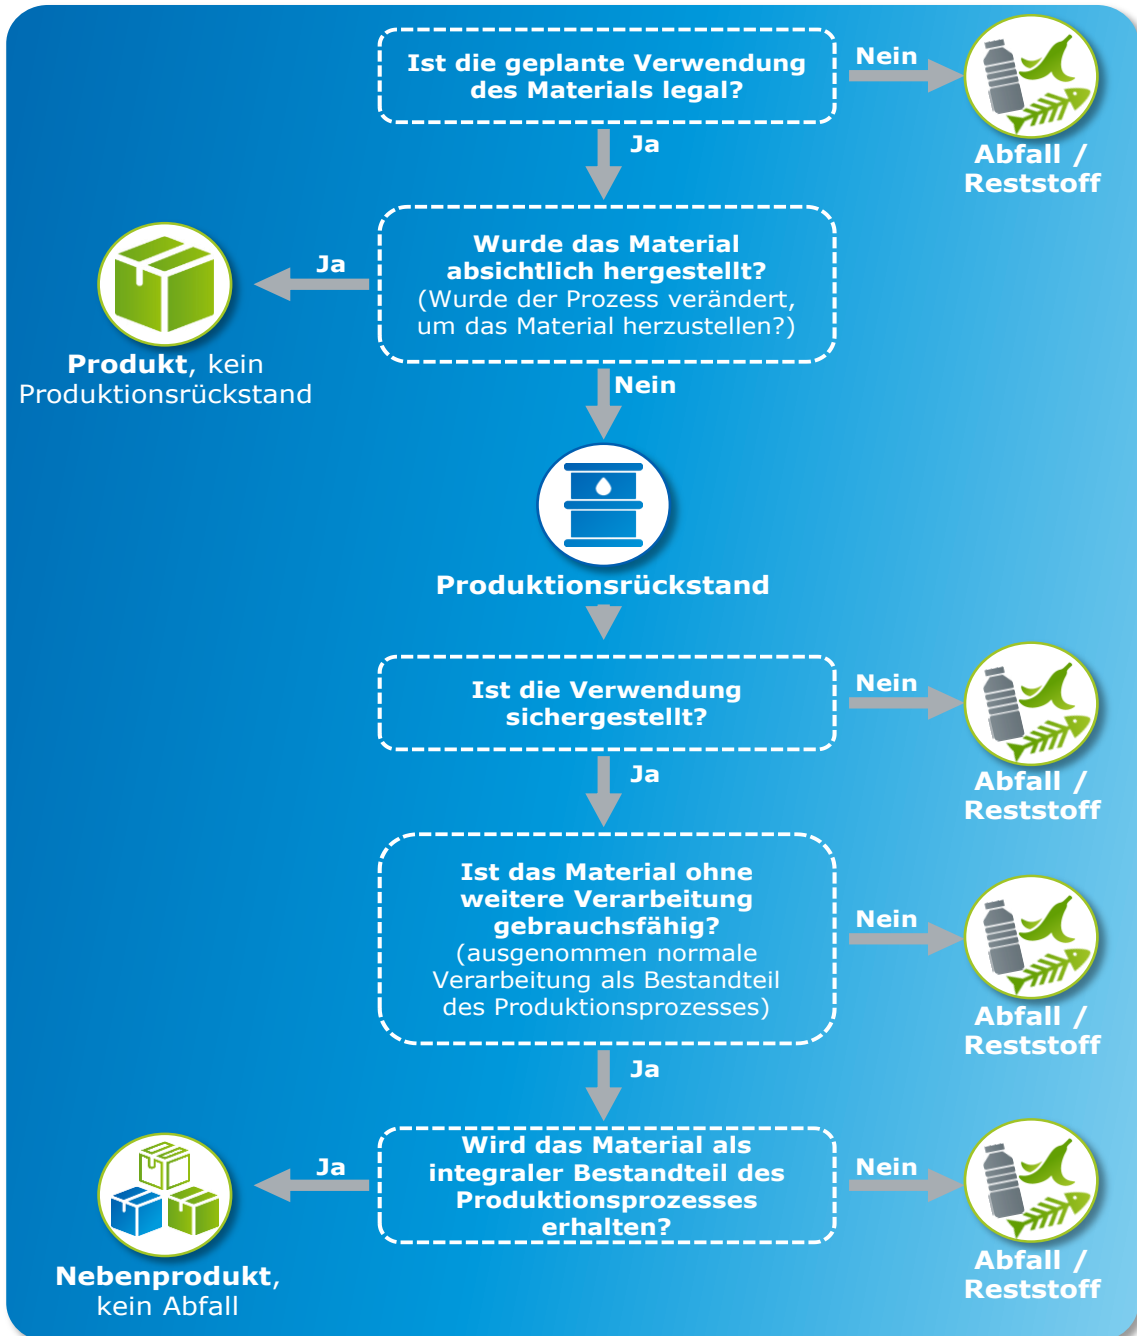 Ist die geplante Verwendung
des Materials legal?
Nein
Abfall /
Reststoff
Ja
Wurde das Material
absichtlich hergestellt?
(Wurde der Prozess verändert,
um das Material herzustellen?)
Ja
Produkt, kein
Produktionsrückstand
Nein
Produktionsrückstand
Ist die Verwendung
sichergestellt?
Nein
Abfall /
Reststoff
Ja
Ist das Material ohne
weitere Verarbeitung
gebrauchsfähig?
(ausgenommen normale
Verarbeitung als Bestandteil
des Produktionsprozesses)
Nein
Abfall /
Reststoff
Ja
Wird das Material als
integraler Bestandteil des
Produktionsprozesses
erhalten?
Ja
Nebenprodukt,
kein Abfall
Nein
Abfall /
Reststoff